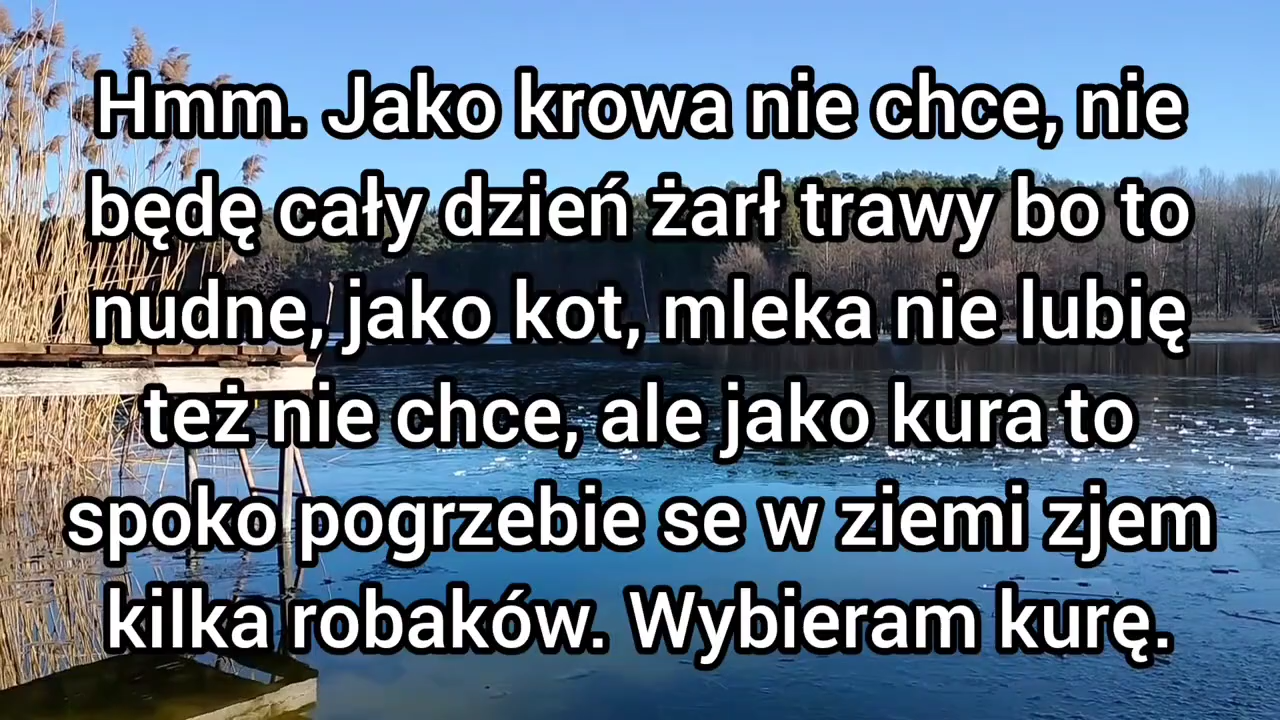 Hmm. Jako krowa nie chce, nie
będę cały dzień żarł trawy bo to
nudne, jako kot, mleka nie lubię
też nie chce, ale jako kura to
spoko pogrzebie se w ziemi zjem
kilka robaków. Wybieram kurę.